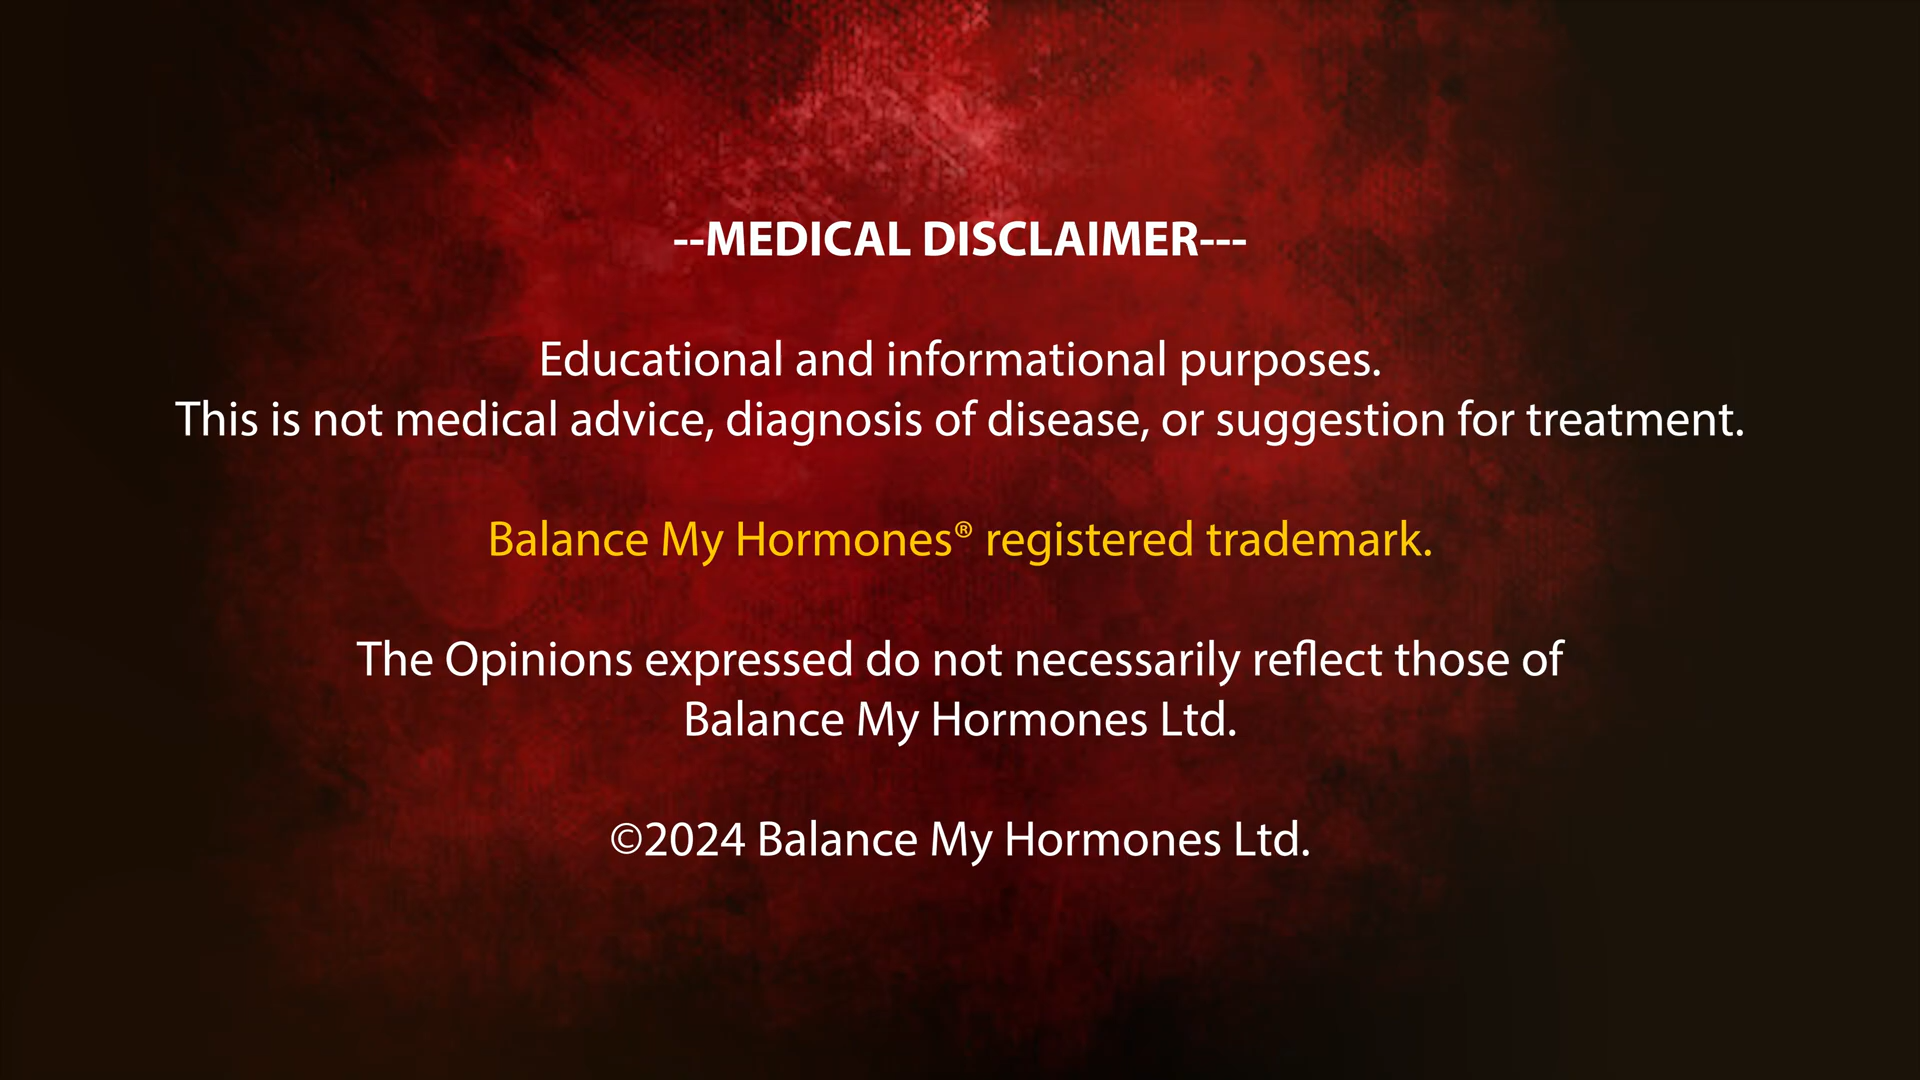 --MEDICAL DISCLAIMER---
Educational and informational purposes.
This is not medical advice, diagnosis of disease, or suggestion for treatment.
Balance My Hormones® registered trademark.
The Opinions expressed do not necessarily reflect those of
Balance My Hormones Ltd.
©2024 Balance My Hormones Ltd.